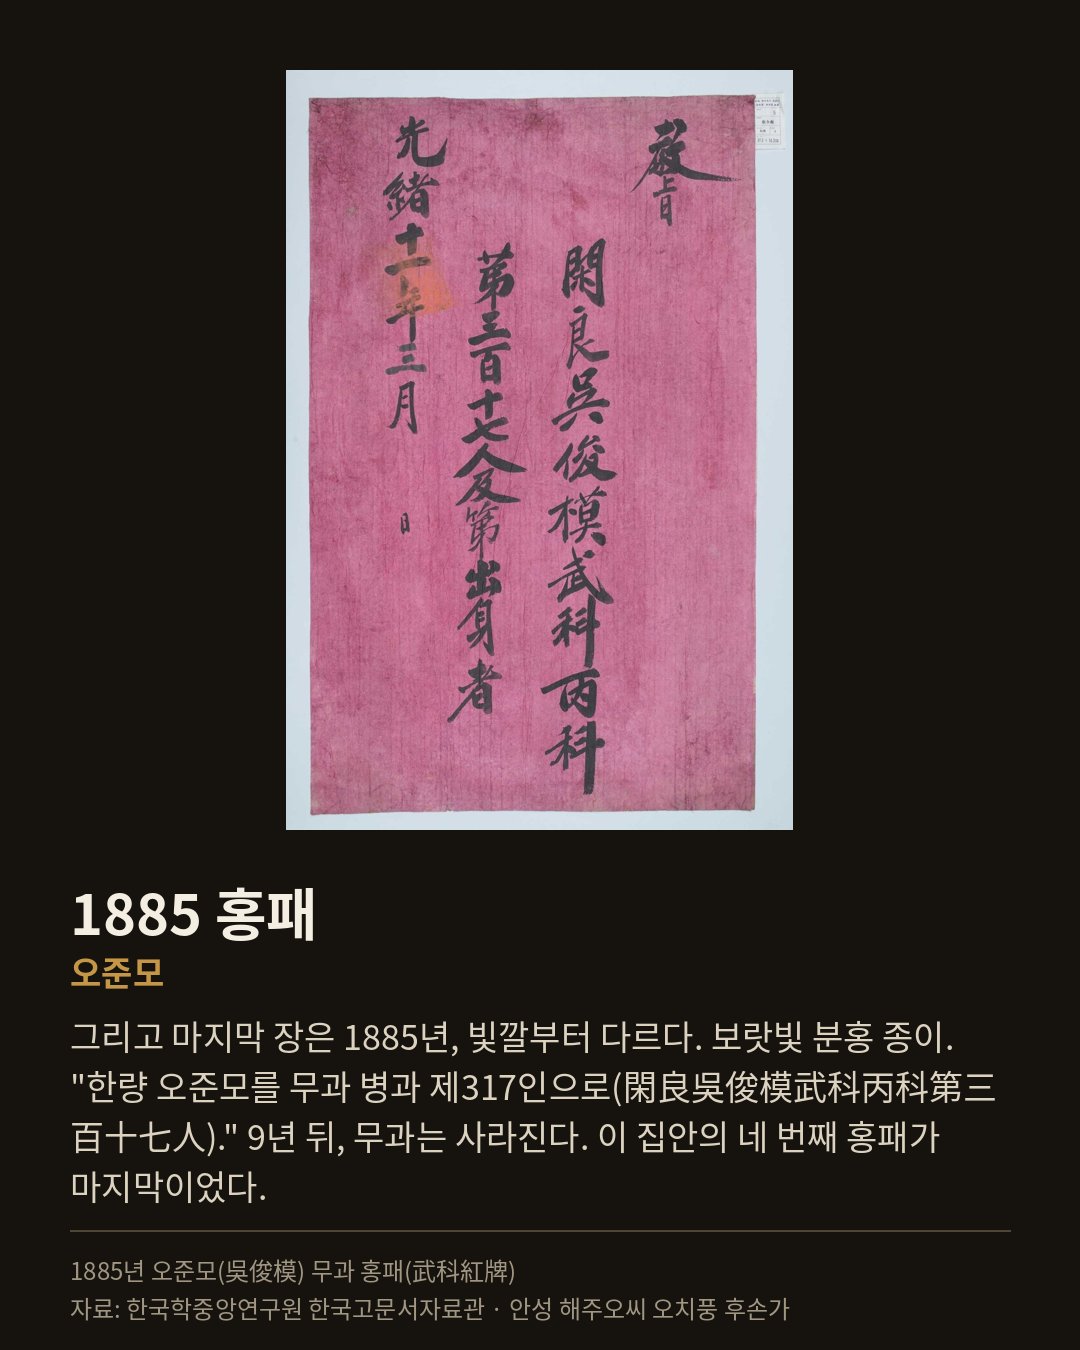 敎旨
閑良吳俊模武科丙科
第三百十七人及第出身者
光緖十一年三月
日
1885 홍패
오준모
그리고 마지막 장은 1885년, 빛깔부터 다르다. 보랏빛 분홍 종이.
"한량 오준모를 무과 병과 제317인으로(閑良吳俊模武科丙科第三
百十七人)." 9년 뒤, 무과는 사라진다. 이 집안의 네 번째 홍패가
마지막이었다.
1885년 오준모(吳俊模) 무과 홍패(武科紅牌)
자료: 한국학중앙연구원 한국고문서자료관 · 안성 해주오씨 오치풍 후손가